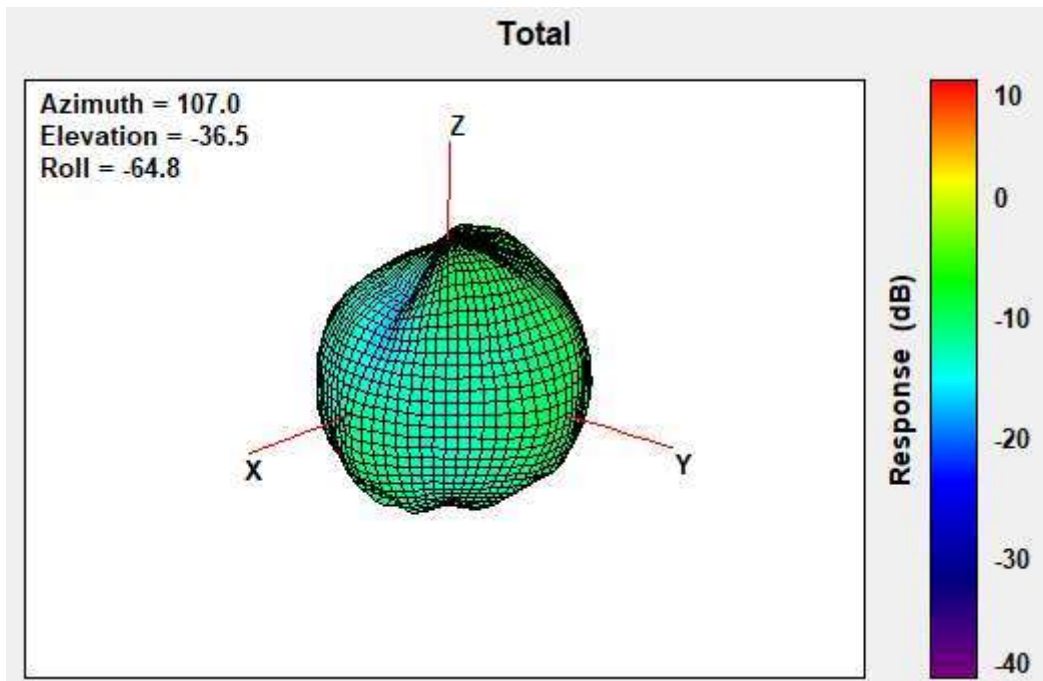 Total
Azimuth = 107.0
Elevation = -36.5
Roll = -64.8
Z
X
Y
10
0
-10
-20
-30
-40
Response (dB)